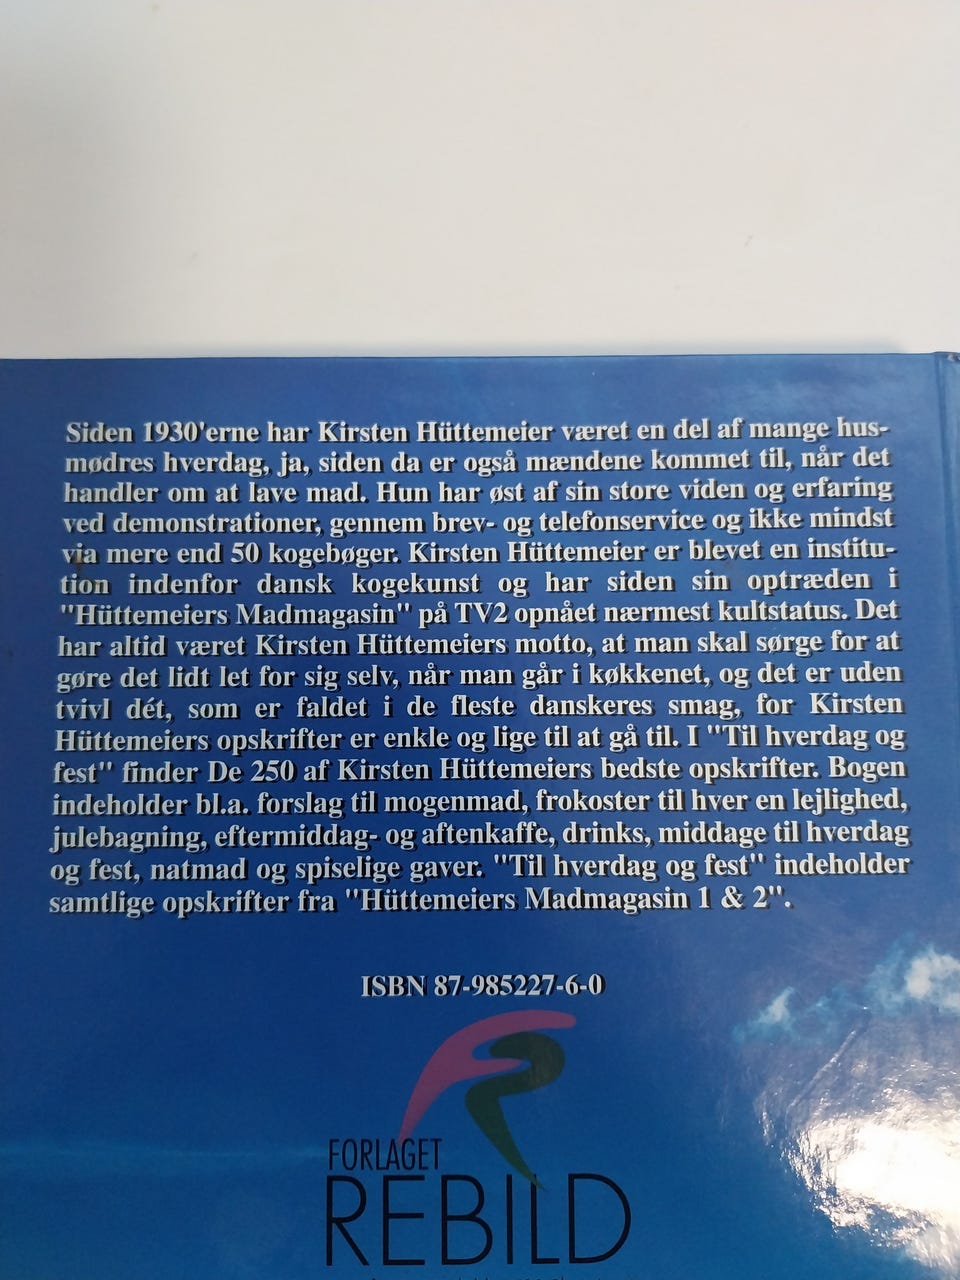 Siden 1930'erne har Kirsten Hüttemeier været en del af mange hus-
mødres hverdag, ja, siden da er også mændene kommet til, når det
handler om at lave mad. Hun har øst af sin store viden og erfaring
ved demonstrationer, gennem brev- og telefonservice og ikke mindst
via mere end 50 kogebøger. Kirsten Hüttemeier er blevet en institu-
tion indenfor dansk kogekunst og har siden sin optræden i
"Hüttemeiers Madmagasin" på TV2 opnået nærmest kultstatus. Det
har altid været Kirsten Hüttemeiers motto, at man skal sørge for at
gøre det lidt let for sig selv, når man går i køkkenet, og det er uden
tvivl dét, som er faldet i de fleste danskeres smag, for Kirsten
Hüttemeiers opskrifter er enkle og lige til at gå til. I "Til hverdag og
fest" finder De 250 af Kirsten Hüttemeiers bedste opskrifter. Bogen
indeholder bl.a. forslag til mogenmad, frokoster til hver en lejlighed,
julebagning, eftermiddag- og aftenkaffe, drinks, middage til hverdag
og fest, natmad og spiselige gaver. "Til hverdag og fest" indeholder
samtlige opskrifter fra "Hüttemeiers Madmagasin 1 & 2".
ISBN 87-985227-6-0
FORLAGET
REBILD